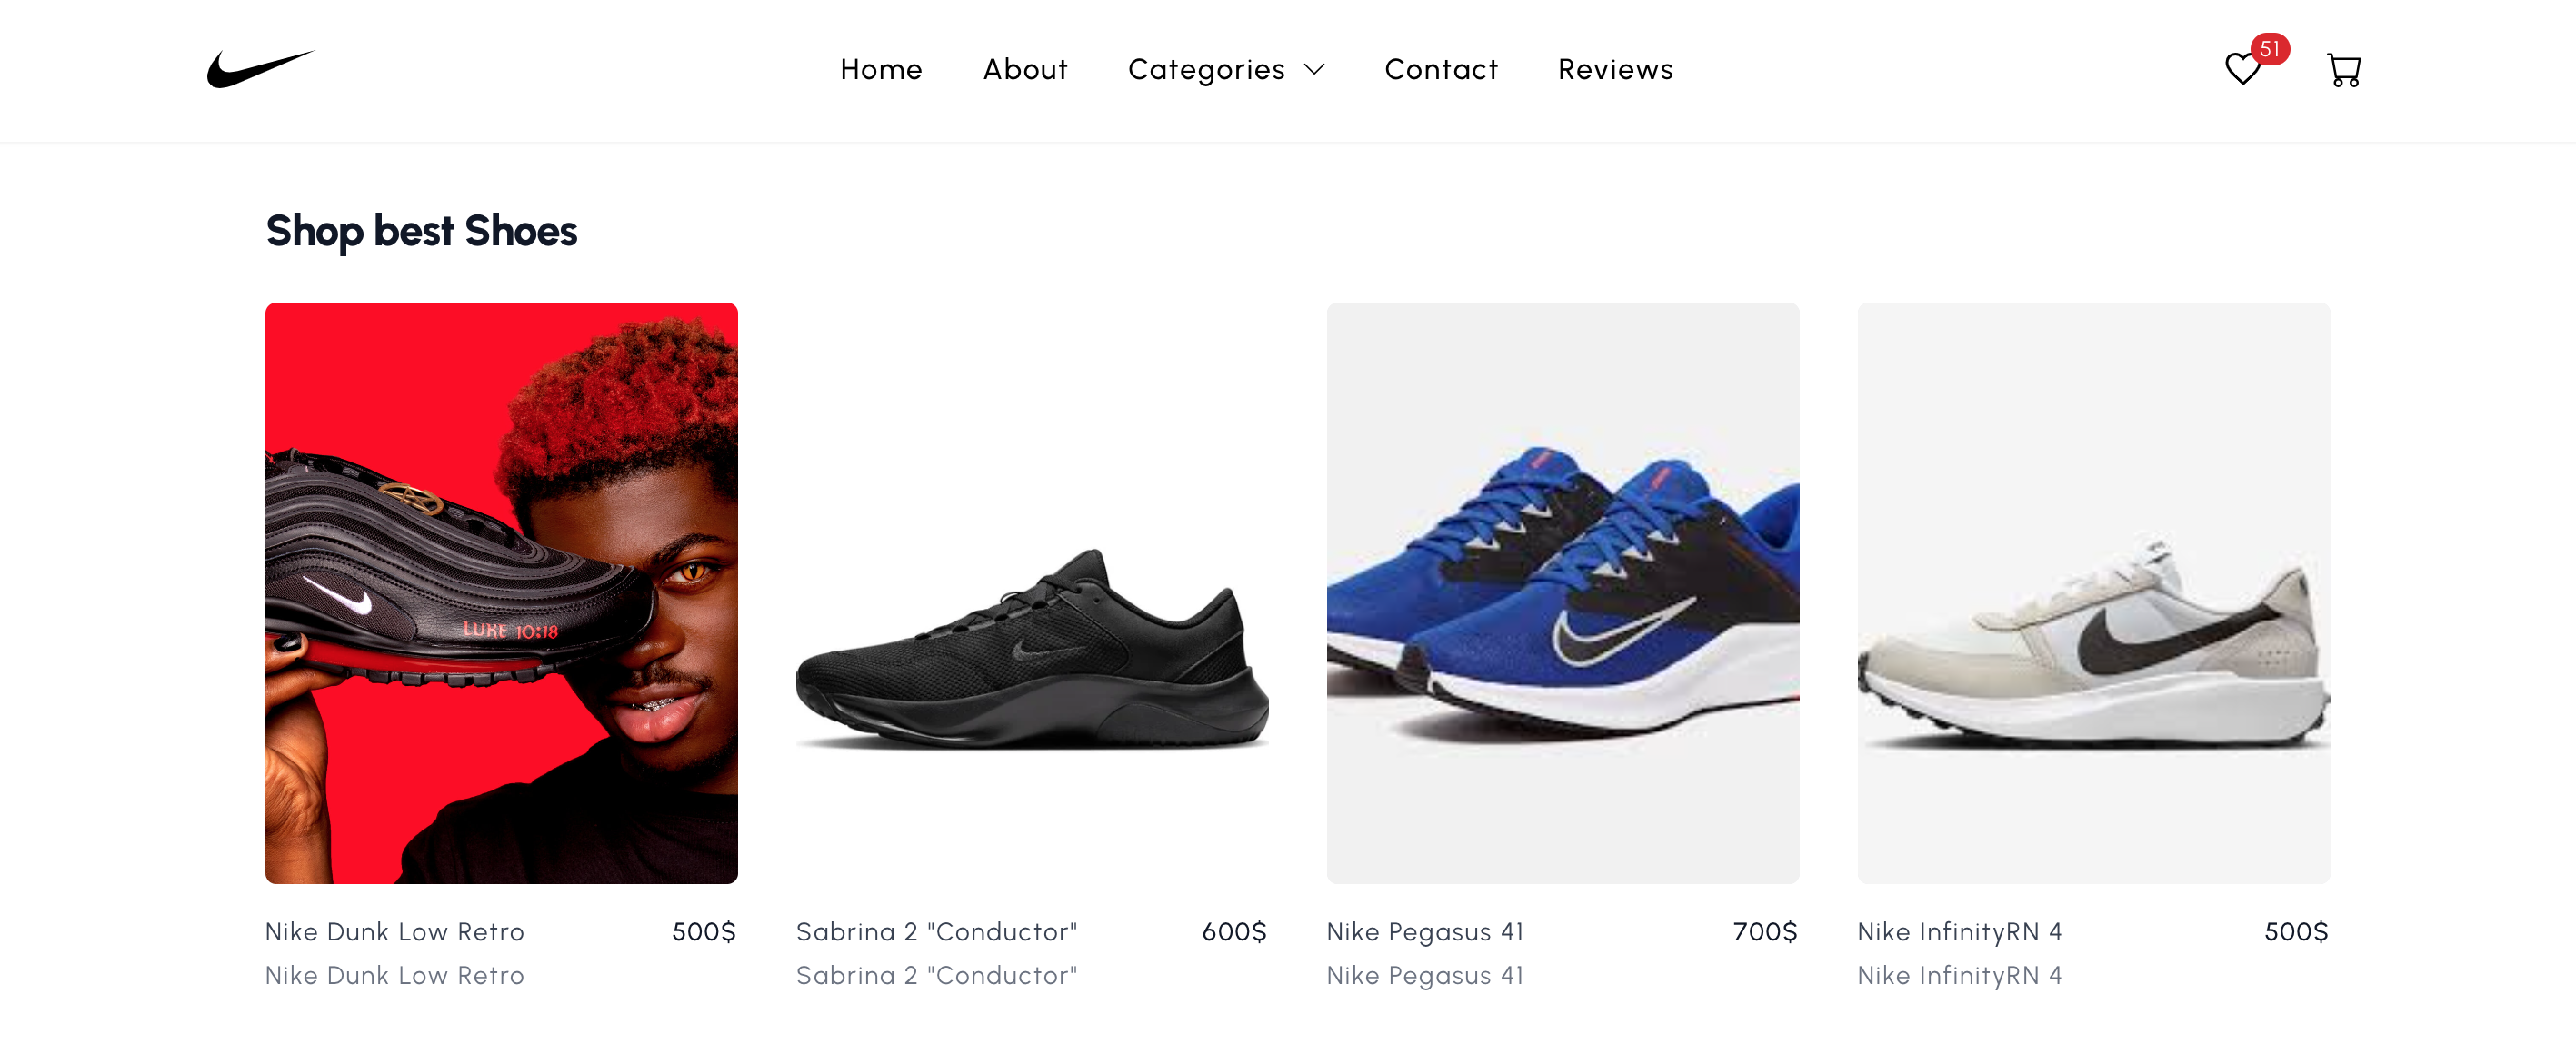 Home About Categories Contact Reviews 51
Shop best Shoes
LUKE 10:18
Nike Dunk Low Retro 500$ Sabrina 2 "Conductor" 600$ Nike Pegasus 41 700$ Nike InfinityRN 4 500$
Nike Dunk Low Retro Sabrina 2 "Conductor" Nike Pegasus 41 Nike InfinityRN 4